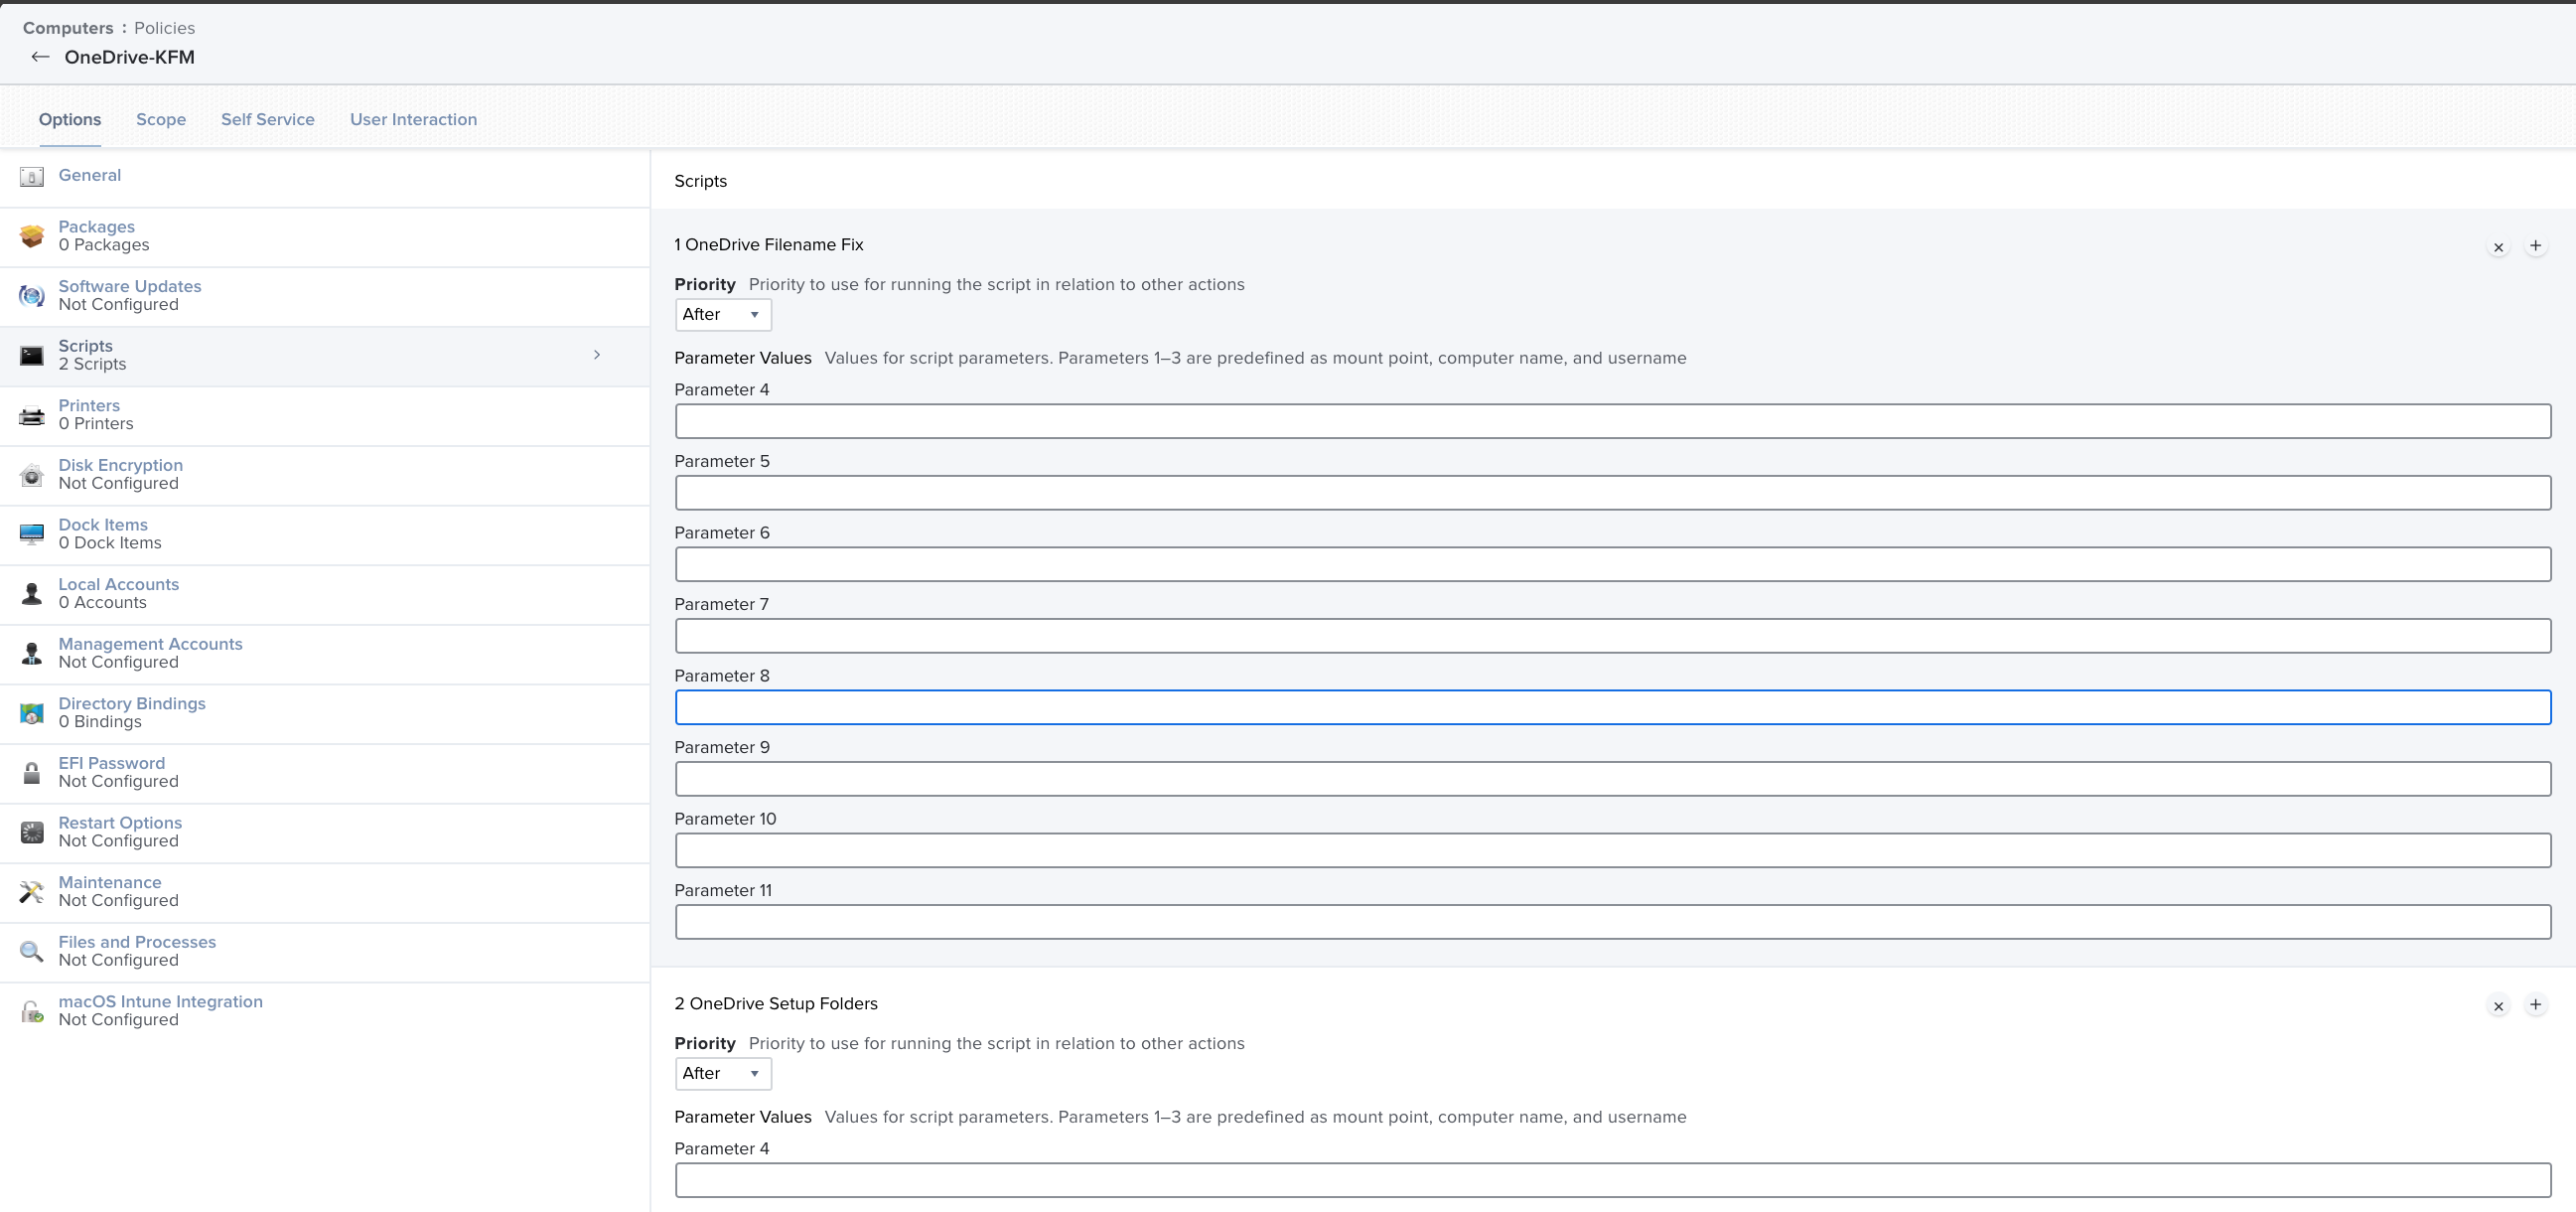 Computers : Policies
← OneDrive-KFM
Options Scope Self Service User Interaction
General
Packages
0 Packages
Software Updates
Not Configured
Scripts
2 Scripts
Printers
0 Printers
Disk Encryption
Not Configured
Dock Items
0 Dock Items
Local Accounts
0 Accounts
Management Accounts
Not Configured
Directory Bindings
0 Bindings
EFI Password
Not Configured
Restart Options
Not Configured
Maintenance
Not Configured
Files and Processes
Not Configured
macOS Intune Integration
Not Configured
Scripts
1 OneDrive Filename Fix
Priority Priority to use for running the script in relation to other actions
After
Parameter Values Values for script parameters. Parameters 1–3 are predefined as mount point, computer name, and username
Parameter 4
Parameter 5
Parameter 6
Parameter 7
Parameter 8
Parameter 9
Parameter 10
Parameter 11
2 OneDrive Setup Folders
Priority Priority to use for running the script in relation to other actions
After
Parameter Values Values for script parameters. Parameters 1–3 are predefined as mount point, computer name, and username
Parameter 4